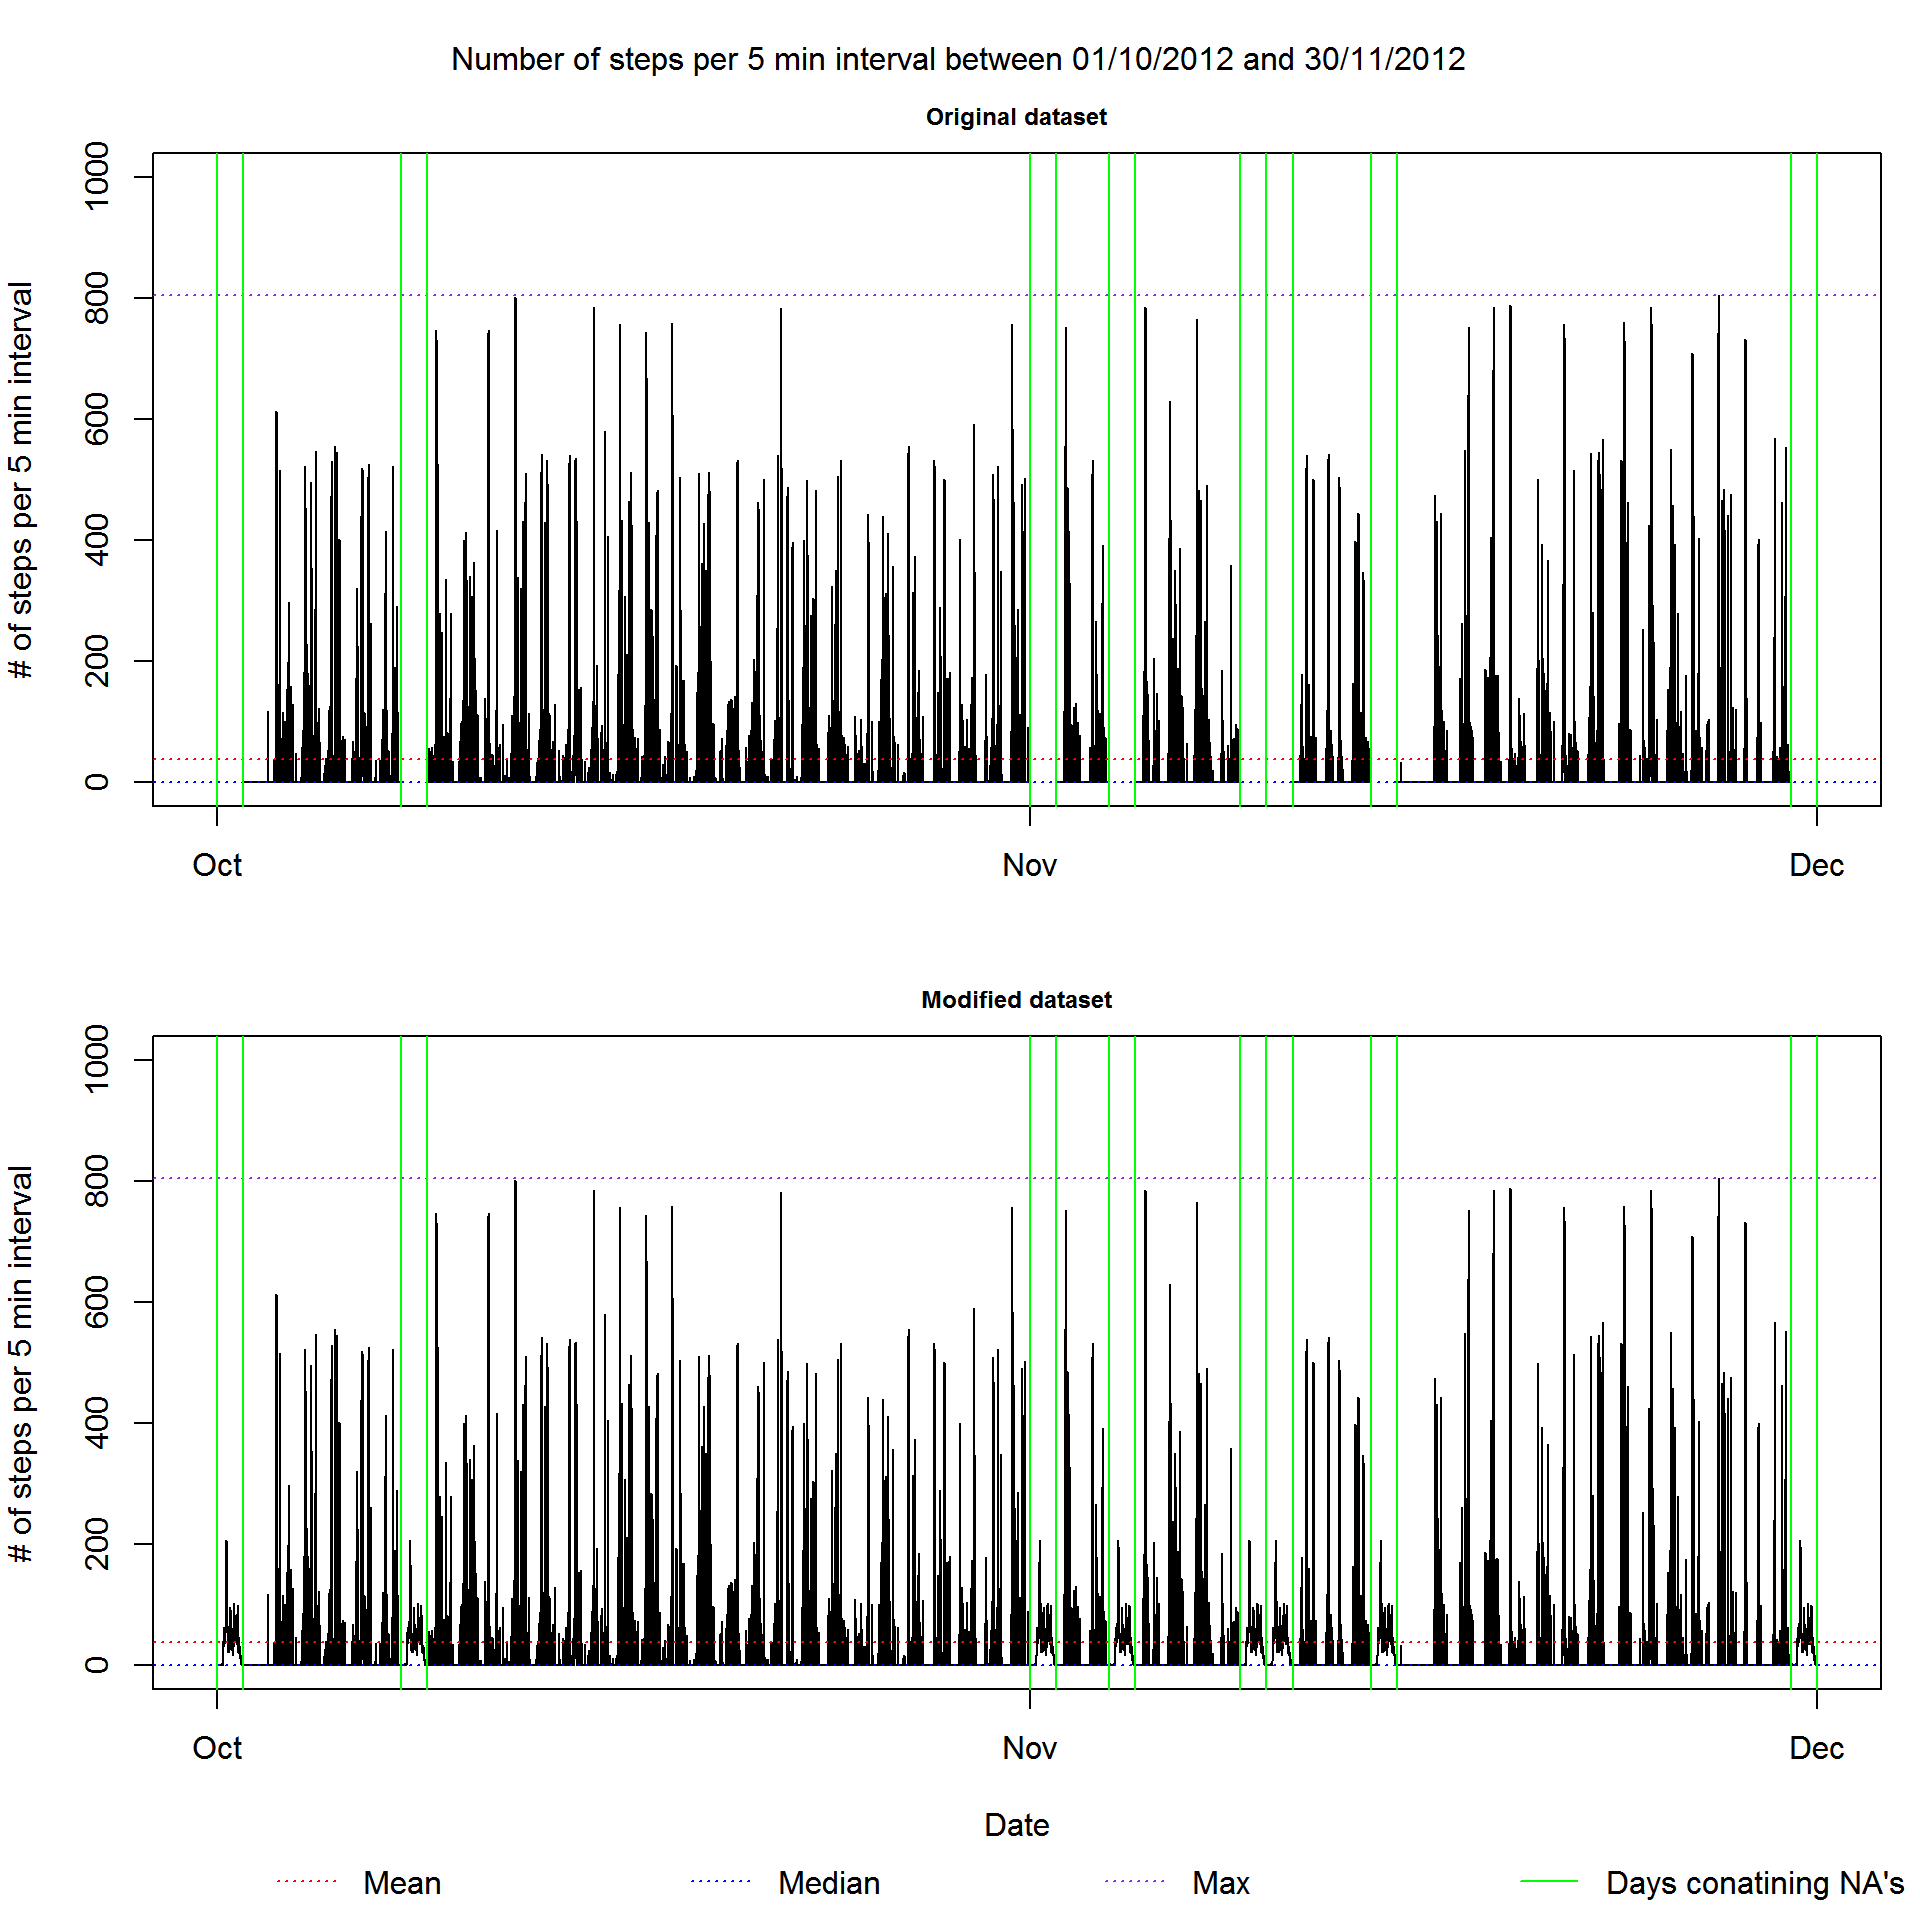 Number of steps per 5 min interval between 01/10/2012 and 30/11/2012
Original dataset
# of steps per 5 min interval
1000
800
600
400
200
0
Oct
Nov
Dec
Modified dataset
# of steps per 5 min interval
1000
800
600
400
200
0
Oct
Nov
Dec
Date
Mean
Median
Max
Days conatining NA's